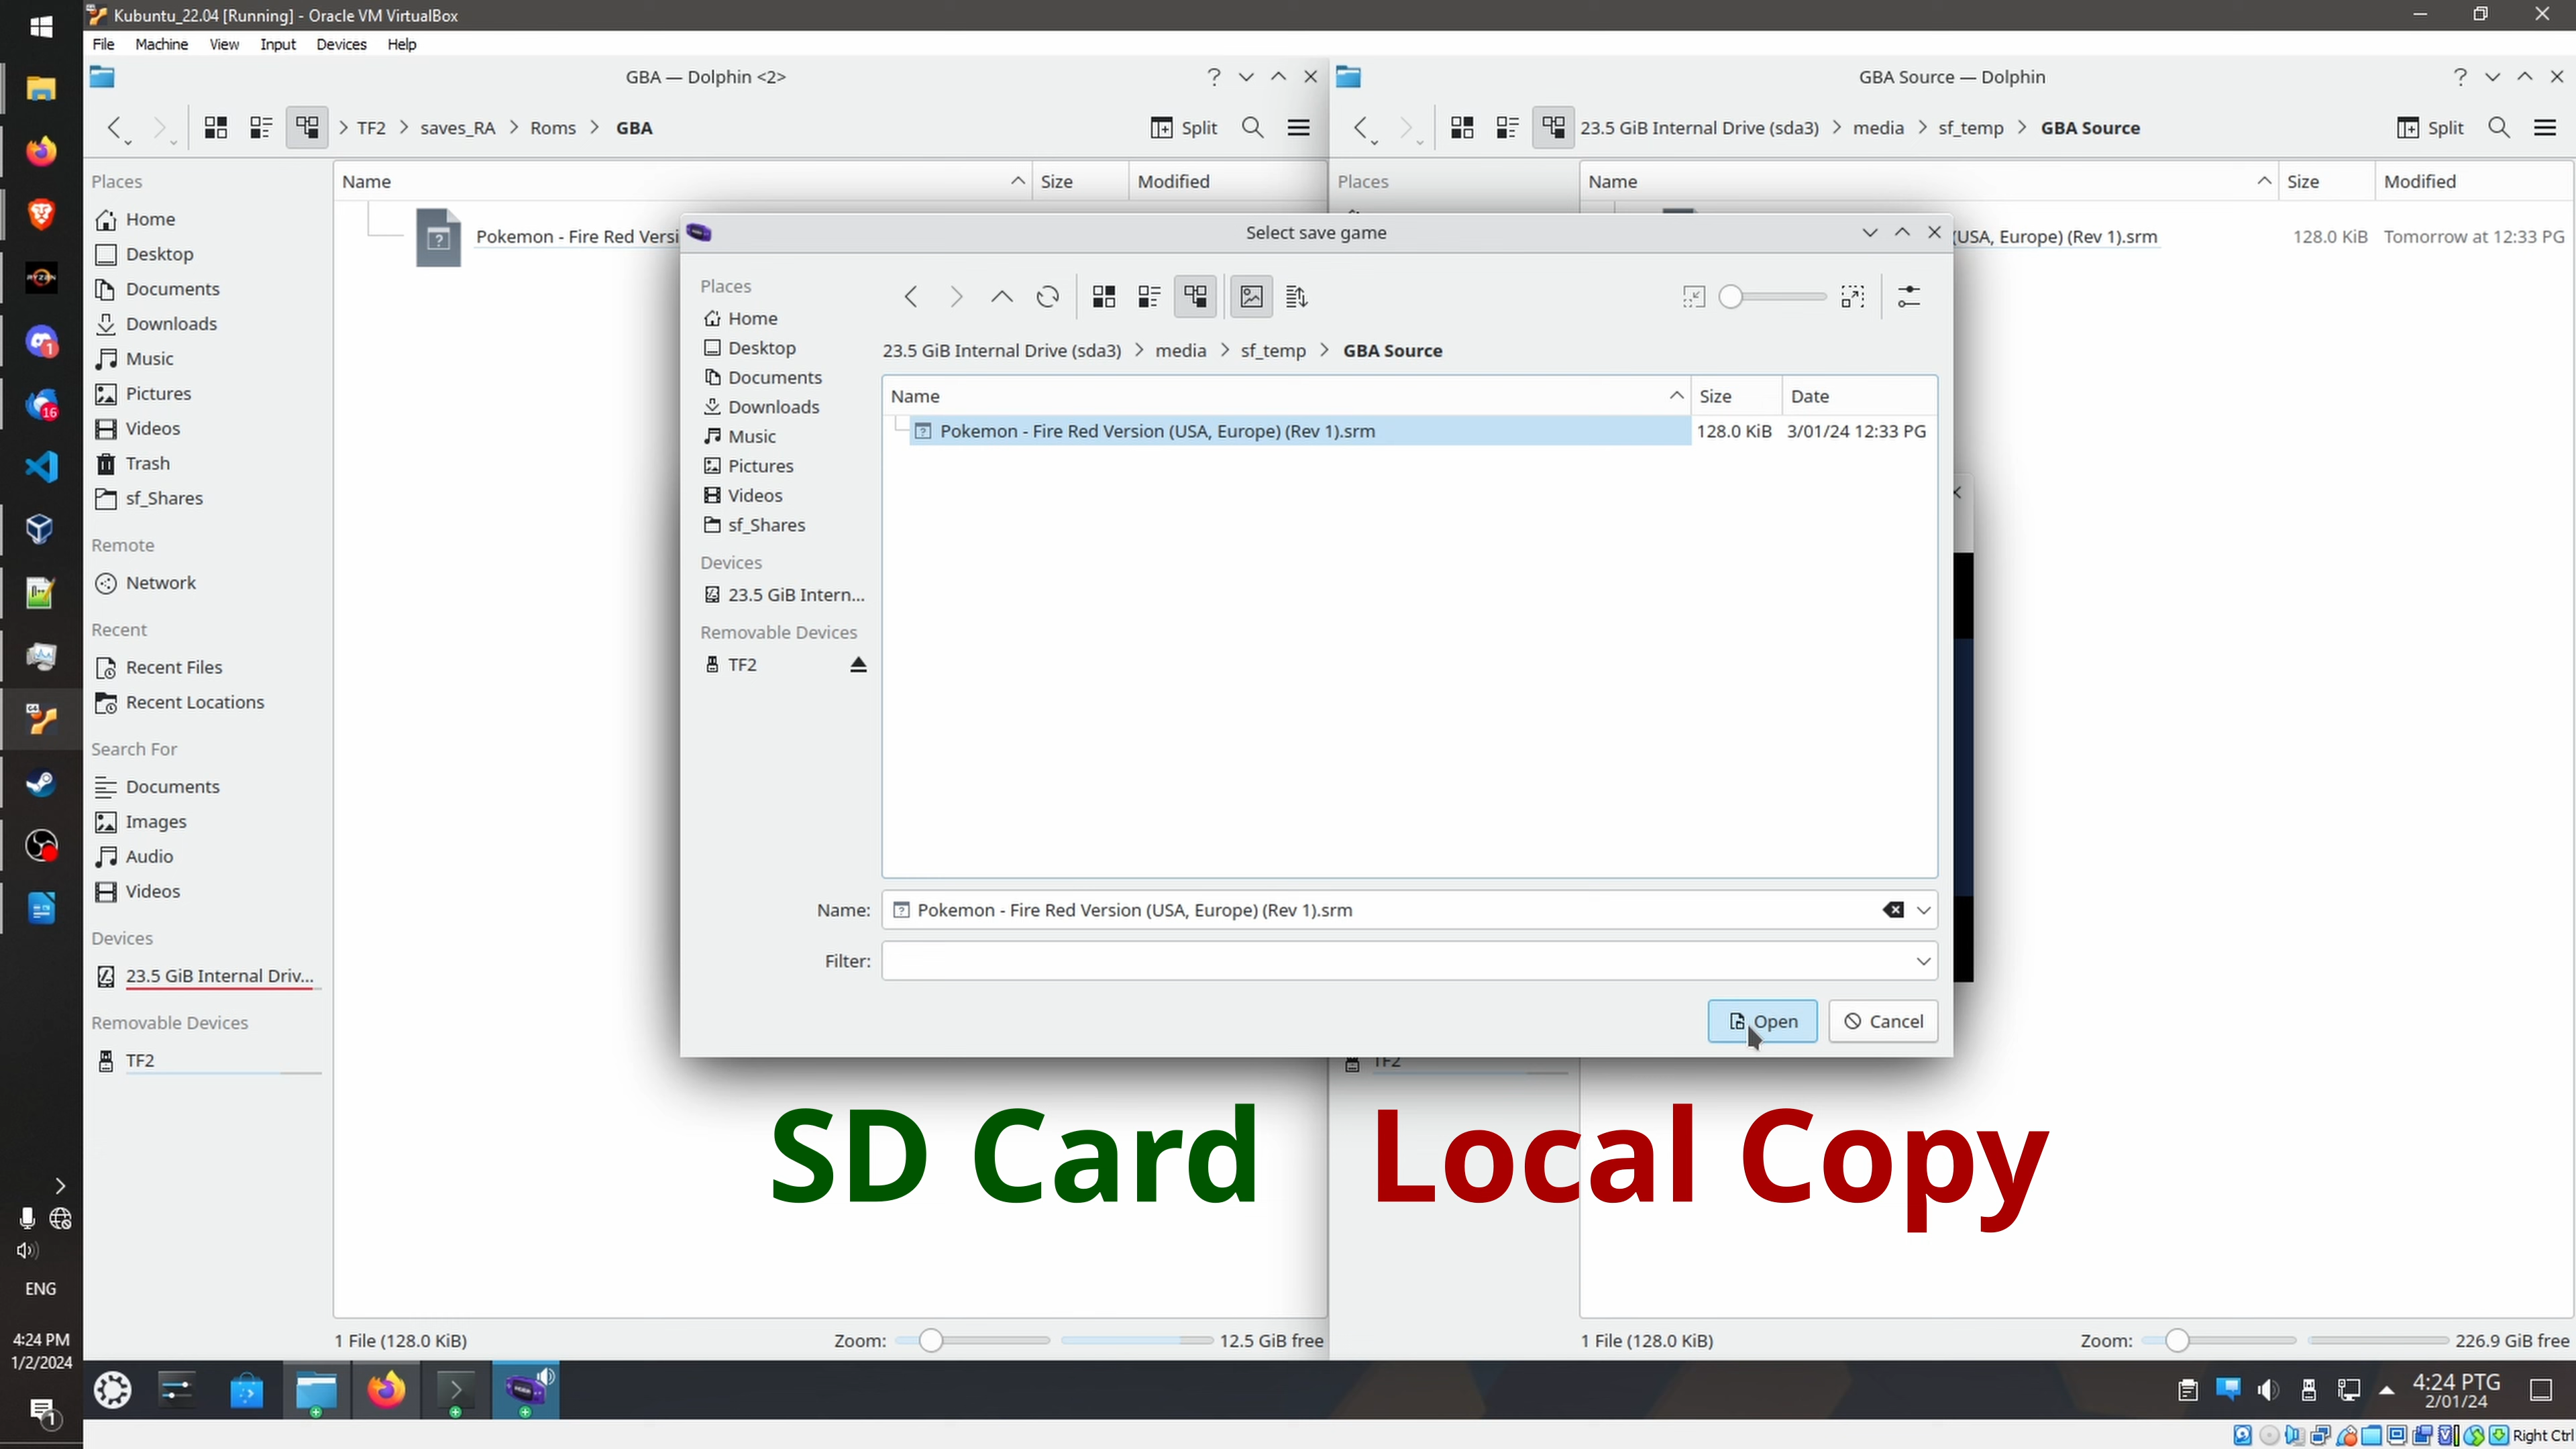 Kubuntu_22.04 [Running] - Oracle VM VirtualBox
File Machine View Input Devices Help
GBA — Dolphin <2>
TF2 > saves_RA > Roms > GBA
Split
Places
Home
Desktop
Documents
Downloads
Music
Pictures
Videos
Trash
sf_Shares
Remote
Network
Recent
Recent Files
Recent Locations
Search For
Documents
Images
Audio
Videos
Devices
23.5 GiB Internal Driv...
Removable Devices
TF2
Name Size Modified
Pokemon - Fire Red Versi
1 File (128.0 KiB)
Zoom:
12.5 GiB free
GBA Source — Dolphin
23.5 GiB Internal Drive (sda3) > media > sf_temp > GBA Source
Split
Places
Name Size Modified
(USA, Europe) (Rev 1).srm 128.0 KiB Tomorrow at 12:33 PG
TF2
1 File (128.0 KiB)
Zoom:
226.9 GiB free
Select save game
Places
Home
Desktop
Documents
Downloads
Music
Pictures
Videos
sf_Shares
Devices
23.5 GiB Intern...
Removable Devices
TF2
23.5 GiB Internal Drive (sda3) > media > sf_temp > GBA Source
Name Size Date
Pokemon - Fire Red Version (USA, Europe) (Rev 1).srm 128.0 KiB 3/01/24 12:33 PG
Name: Pokemon - Fire Red Version (USA, Europe) (Rev 1).srm
Filter:
Open Cancel
SD Card
Local Copy
RYZEN
1
16
64
ENG
4:24 PM
1/2/2024
1
4:24 PTG
2/01/24
Right Ctrl